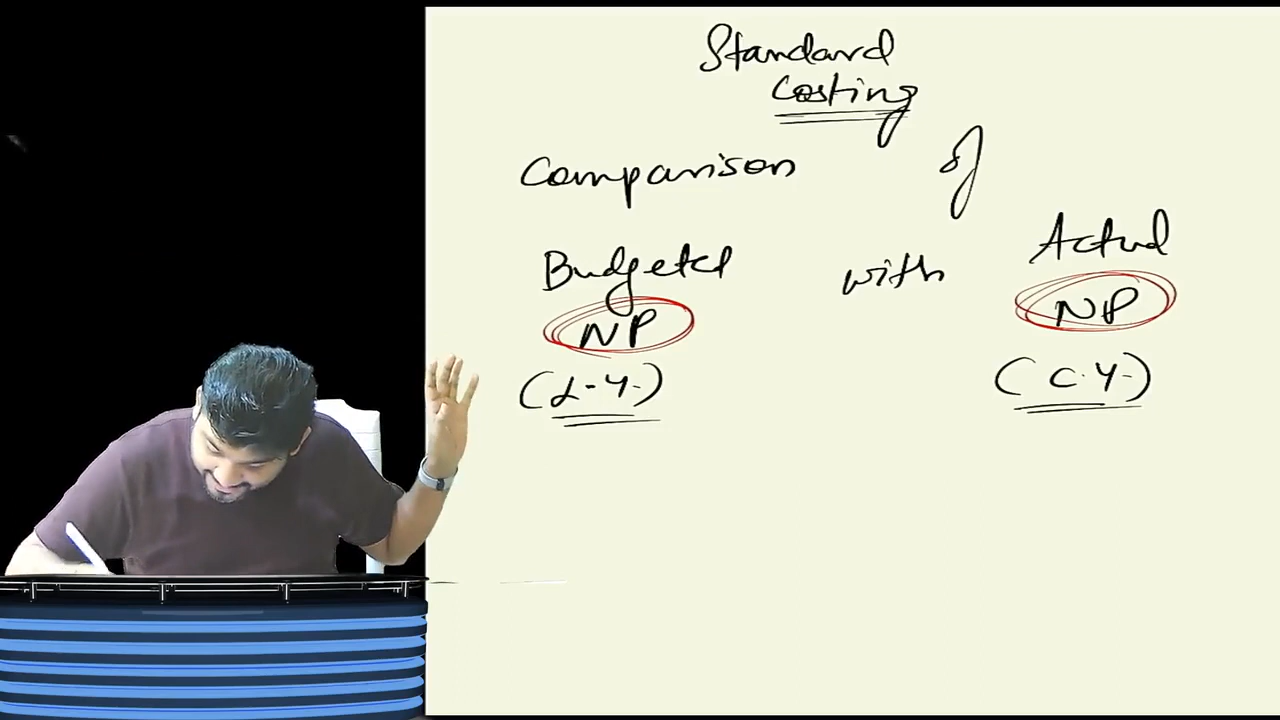 Standard
Costing
Comparison of
Budgeted with Actual
NP NP
(L.Y.) (C.Y.)